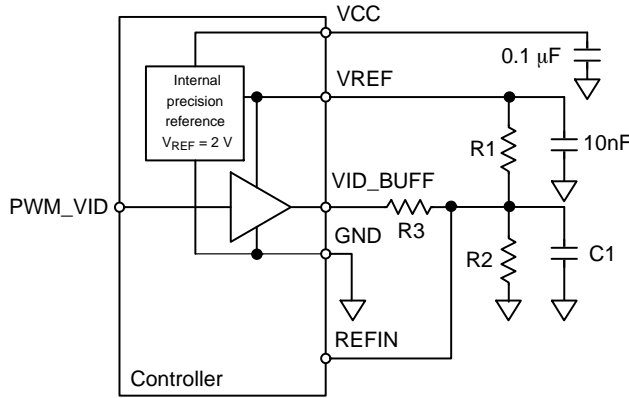 VCC
0.1 μF
Internal
precision
reference
VREF = 2 V
VREF
R1
10nF
PWM_VID
VID_BUFF
R3
GND
R2
C1
REFIN
Controller